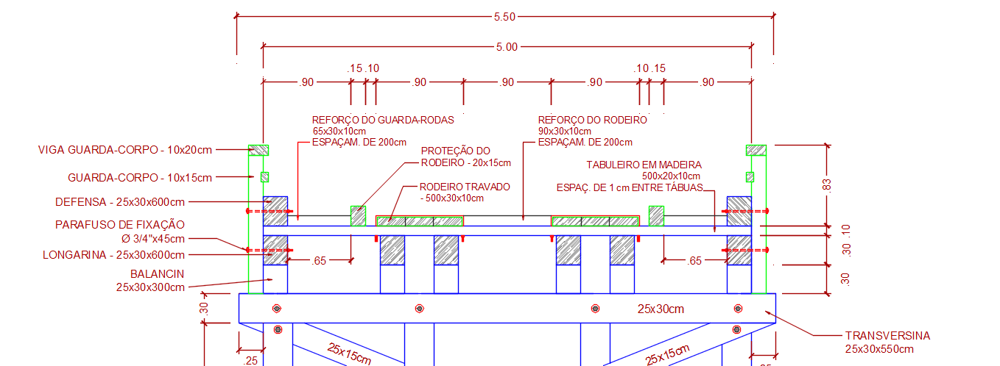 5.50
5.00
.15 .10
.10 .15
.90
.90
.90
.90
.90
REFORÇO DO GUARDA-RODAS
65x30x10cm
ESPAÇAM. DE 200cm
REFORÇO DO RODEIRO
90x30x10cm
ESPAÇAM. DE 200cm
VIGA GUARDA-CORPO - 10x20cm
PROTEÇÃO DO
RODEIRO - 20x15cm
TABULEIRO EM MADEIRA
500x20x10cm
ESPAÇ. DE 1 cm ENTRE TÁBUAS
GUARDA-CORPO - 10x15cm
RODEIRO TRAVADO
- 500x30x10cm
.83
DEFENSA - 25x30x600cm
PARAFUSO DE FIXAÇÃO
Ø 3/4"x45cm
.10
.30
LONGARINA - 25x30x600cm
.65
.65
BALANCIN
25x30x300cm
.30
.30
25x30cm
TRANSVERSINA
25x30x550cm
25x15cm
25x15cm
.25
.25